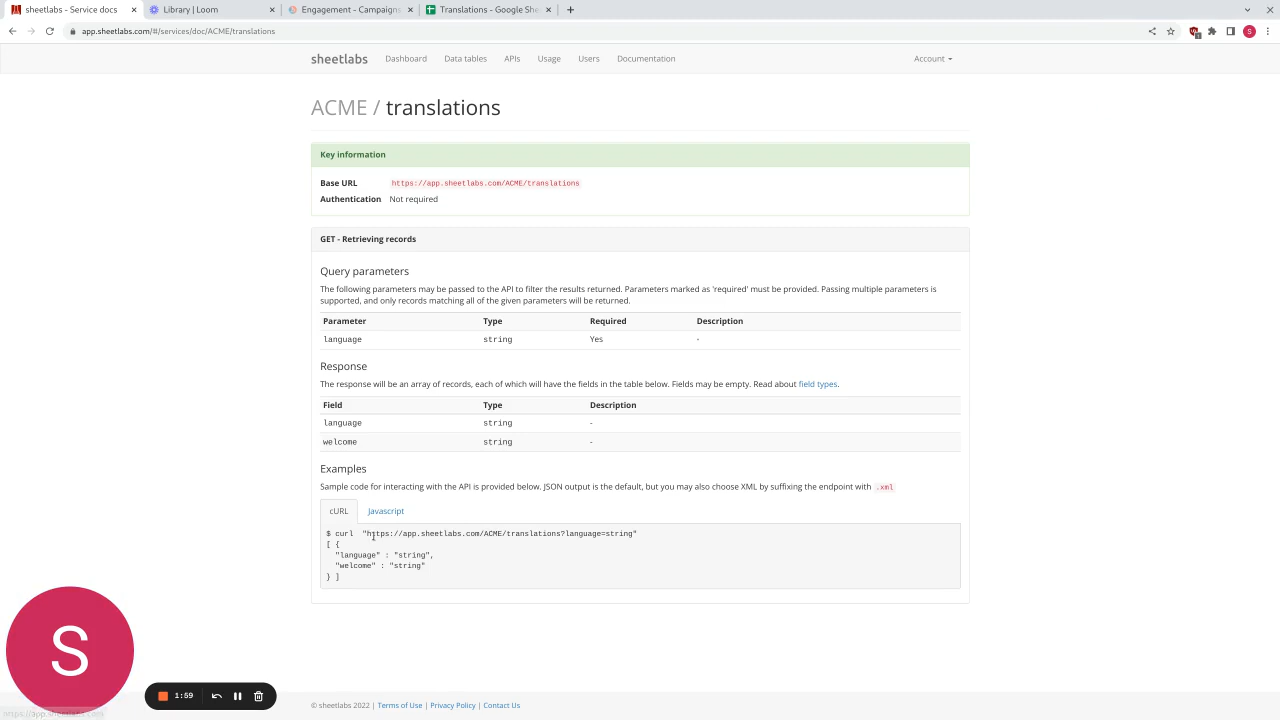 sheetlabs - Service docs
Library | Loom
Engagement - Campaigns
Translations - Google She
app.sheetlabs.com/#/services/doc/ACME/translations
S
sheetlabs
Dashboard
Data tables
APIs
Usage
Users
Documentation
Account
ACME / translations
Key information
Base URL https://app.sheetlabs.com/ACME/translations
Authentication Not required
GET - Retrieving records
Query parameters
The following parameters may be passed to the API to filter the results returned. Parameters marked as 'required' must be provided. Passing multiple parameters is
supported, and only records matching all of the given parameters will be returned.
Parameter Type Required Description
language string Yes -
Response
The response will be an array of records, each of which will have the fields in the table below. Fields may be empty. Read about field types.
Field Type Description
language string -
welcome string -
Examples
Sample code for interacting with the API is provided below. JSON output is the default, but you may also choose XML by suffixing the endpoint with .xml
cURL
Javascript
$ curl "https://app.sheetlabs.com/ACME/translations?language=string"
[ {
"language" : "string",
"welcome" : "string"
} ]
S
1:59
https://app.sheetlabs.com
© sheetlabs 2022 | Terms of Use | Privacy Policy | Contact Us